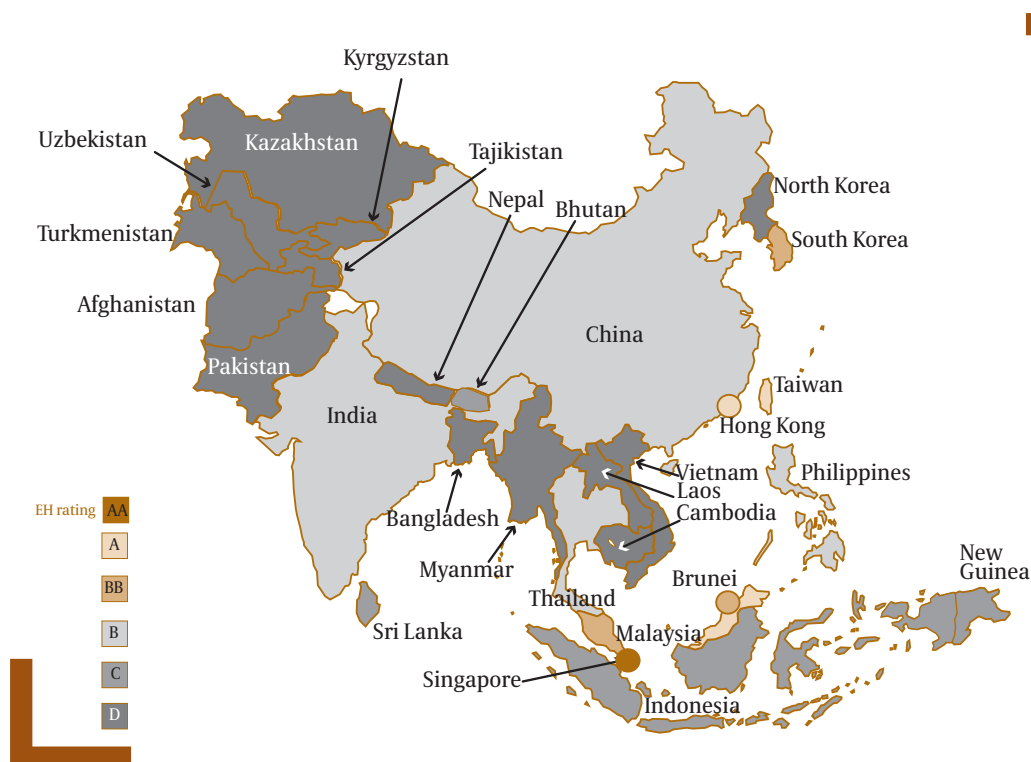 Kyrgyzstan
Uzbekistan
Kazakhstan
Tajikistan
Nepal
Bhutan
North Korea
Turkmenistan
South Korea
Afghanistan
China
Pakistan
Taiwan
India
Hong Kong
Vietnam
Philippines
Laos
EH rating AA
Bangladesh
Cambodia
A
Myanmar
New
Guinea
BB
Brunei
Thailand
B
Sri Lanka
Malaysia
C
Singapore
Indonesia
D